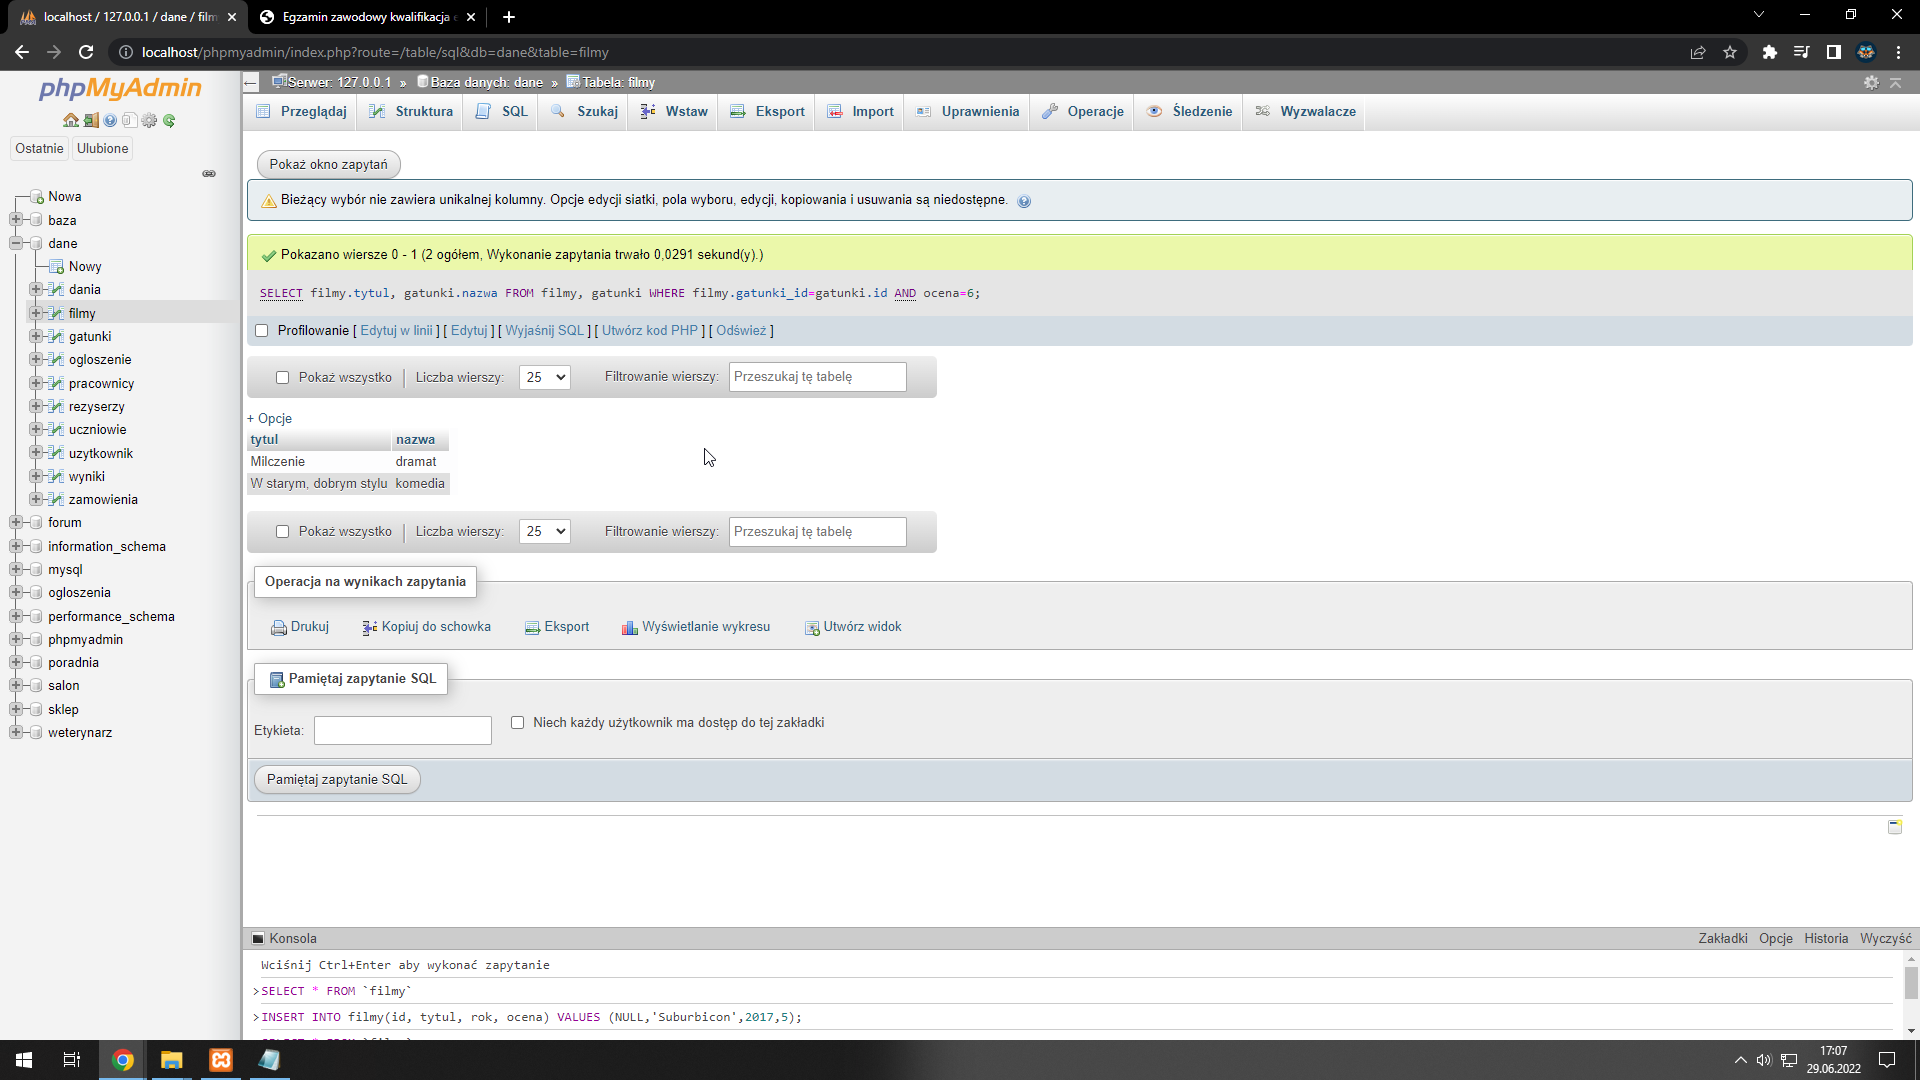 localhost / 127.0.0.1 / dane / film
Egzamin zawodowy kwalifikacja
localhost/phpmyadmin/index.php?route=/table/sql&db=dane&table=filmy
phpMyAdmin
Ostatnie
Ulubione
Nowa
baza
dane
Nowy
dania
filmy
gatunki
ogloszenie
pracownicy
rezyserzy
uczniowie
uzytkownik
wyniki
zamowienia
forum
information_schema
mysql
ogloszenia
performance_schema
phpmyadmin
poradnia
salon
sklep
weterynarz
Serwer: 127.0.0.1 » Baza danych: dane » Tabela: filmy
Przeglądaj Struktura SQL Szukaj Wstaw Eksport Import Uprawnienia Operacje Śledzenie Wyzwalacze
Pokaż okno zapytań
Bieżący wybór nie zawiera unikalnej kolumny. Opcje edycji siatki, pola wyboru, edycji, kopiowania i usuwania są niedostępne.
Pokazano wiersze 0 - 1 (2 ogółem, Wykonanie zapytania trwało 0,0291 sekund(y).)
SELECT filmy.tytul, gatunki.nazwa FROM filmy, gatunki WHERE filmy.gatunki_id=gatunki.id AND ocena=6;
Profilowanie [ Edytuj w linii ] [ Edytuj ] [ Wyjaśnij SQL ] [ Utwórz kod PHP ] [ Odśwież ]
Pokaż wszystko | Liczba wierszy: 25 Filtrowanie wierszy: Przeszukaj tę tabelę
+ Opcje
tytul nazwa
Milczenie dramat
W starym, dobrym stylu komedia
Pokaż wszystko | Liczba wierszy: 25 Filtrowanie wierszy: Przeszukaj tę tabelę
Operacja na wynikach zapytania
Drukuj Kopiuj do schowka Eksport Wyświetlanie wykresu Utwórz widok
Pamiętaj zapytanie SQL
Etykieta: Niech każdy użytkownik ma dostęp do tej zakładki
Pamiętaj zapytanie SQL
Konsola Zakładki Opcje Historia Wyczyść
Wciśnij Ctrl+Enter aby wykonać zapytanie
>SELECT * FROM `filmy`
>INSERT INTO filmy(id, tytul, rok, ocena) VALUES (NULL,'Suburbicon',2017,5);
17:07
29.06.2022